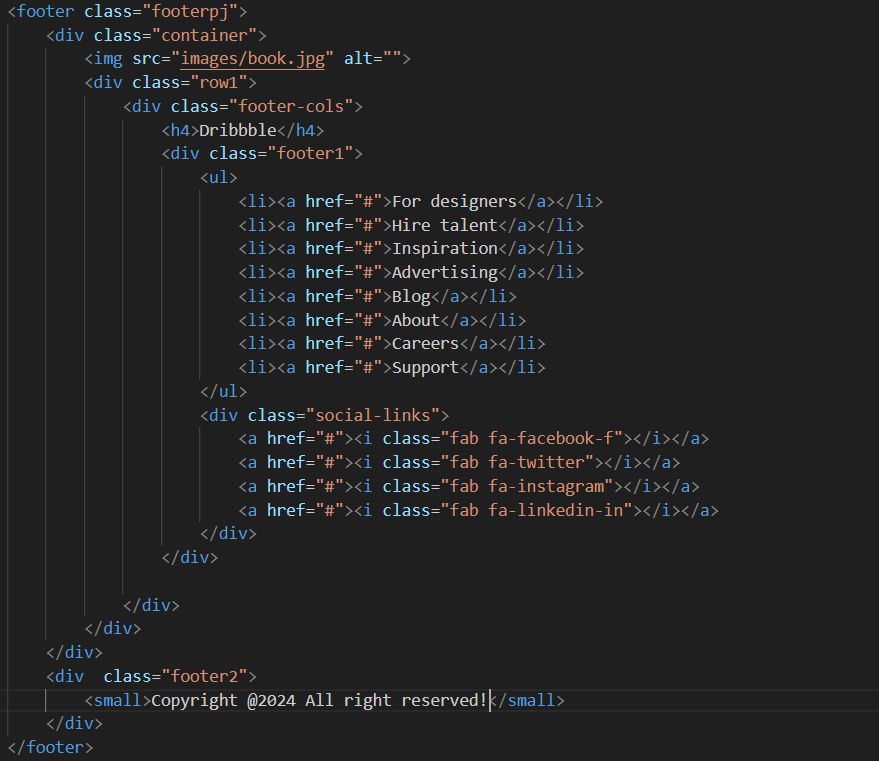 <footer class="footerpj">
    <div class="container">
        <img src="images/book.jpg" alt="">
        <div class="row1">
            <div class="footer-cols">
                <h4>Dribbble</h4>
                <div class="footer1">
                    <ul>
                        <li><a href="#">For designers</a></li>
                        <li><a href="#">Hire talent</a></li>
                        <li><a href="#">Inspiration</a></li>
                        <li><a href="#">Advertising</a></li>
                        <li><a href="#">Blog</a></li>
                        <li><a href="#">About</a></li>
                        <li><a href="#">Careers</a></li>
                        <li><a href="#">Support</a></li>
                    </ul>
                    <div class="social-links">
                        <a href="#"><i class="fab fa-facebook-f"></i></a>
                        <a href="#"><i class="fab fa-twitter"></i></a>
                        <a href="#"><i class="fab fa-instagram"></i></a>
                        <a href="#"><i class="fab fa-linkedin-in"></i></a>
                    </div>
                </div>

            </div>
        </div>
    </div>
    <div  class="footer2">
        <small>Copyright @2024 All right reserved!</small>
    </div>
</footer>